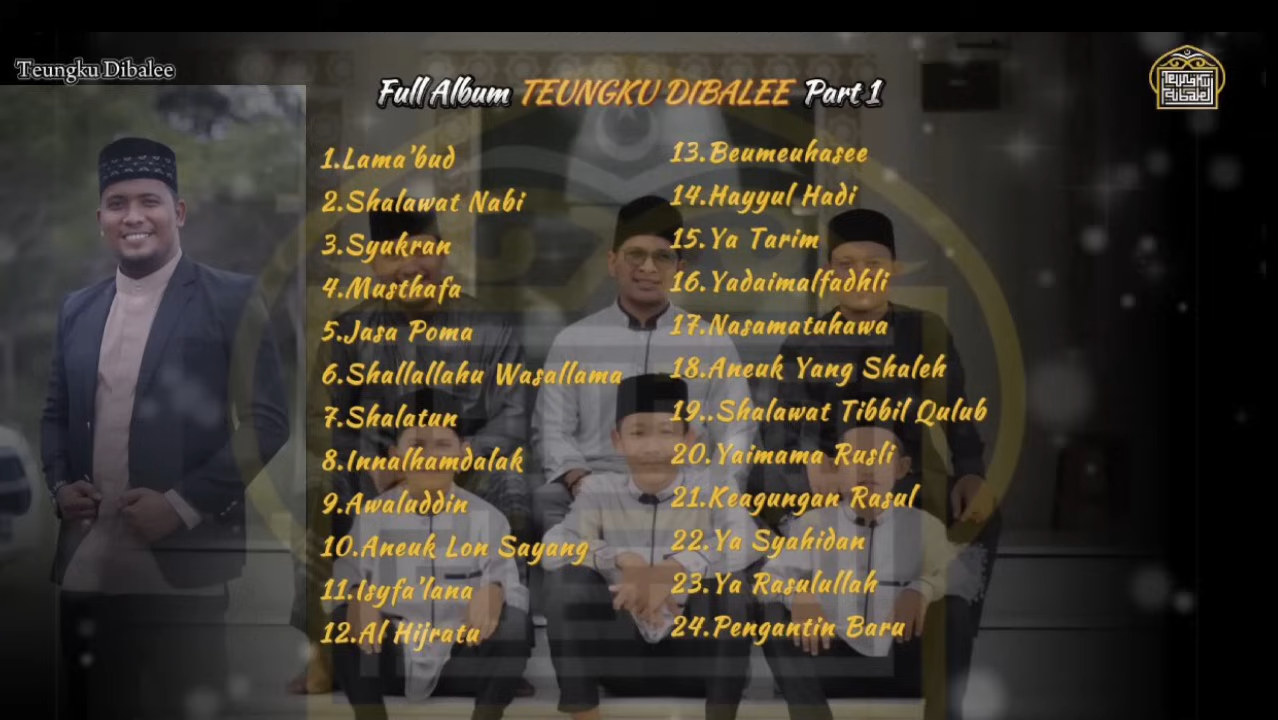 Teungku Dibalee
Full Album TEUNGKU DIBALEE Part 1
Teungku
dibalee
1.Lama'bud
2.Shalawat Nabi
3.Syukran
4.Musthafa
5.Jasa Poma
6.Shallallahu Wasallama
7.Shalatun
8.Innalhamdalak
9.Awaluddin
10.Aneuk Lon Sayang
11.Isyfa'lana
12.Al Hijratu
13.Beumeuhasee
14.Hayyul Hadi
15.Ya Tarim
16.Yadaimalfadhli
17.Nasamatuhawa
18.Aneuk Yang Shaleh
19..Shalawat Tibbil Qulub
20.Yaimama Rusli
21.Keagungan Rasul
22.Ya Syahidan
23.Ya Rasulullah
24.Pengantin Baru